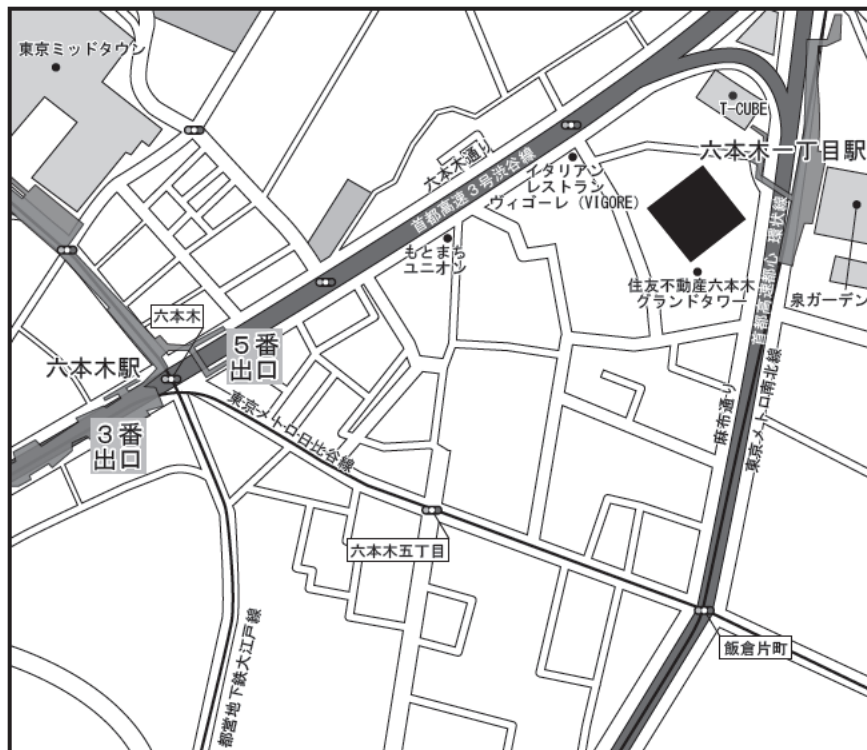 東京ミッドタウン
T-CUBE
六本木一丁目駅
六本木通り
首都高速3号渋谷線
イタリアン
レストラン
ヴィゴーレ（VIGORE）
もとまち
ユニオン
住友不動産六本木
グランドタワー
泉ガーデン
首都高速都心 環状線
六本木
5番
出口
六本木駅
3番
出口
東京メトロ日比谷線
麻布通り
東京メトロ南北線
六本木五丁目
飯倉片町
都営地下鉄大江戸線